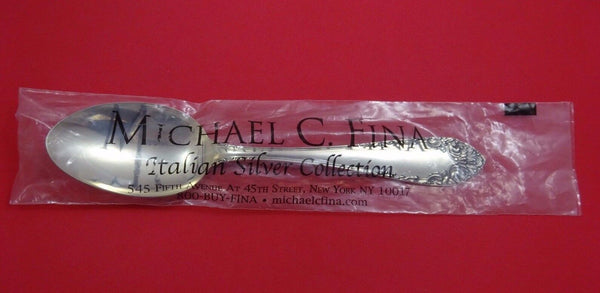 MICHAEL C. FINA
Italian Silver Collection
545 FIFTH AVENUE AT 45TH STREET, NEW YORK NY 10017
800-BUY-FINA • michaelcfina.com